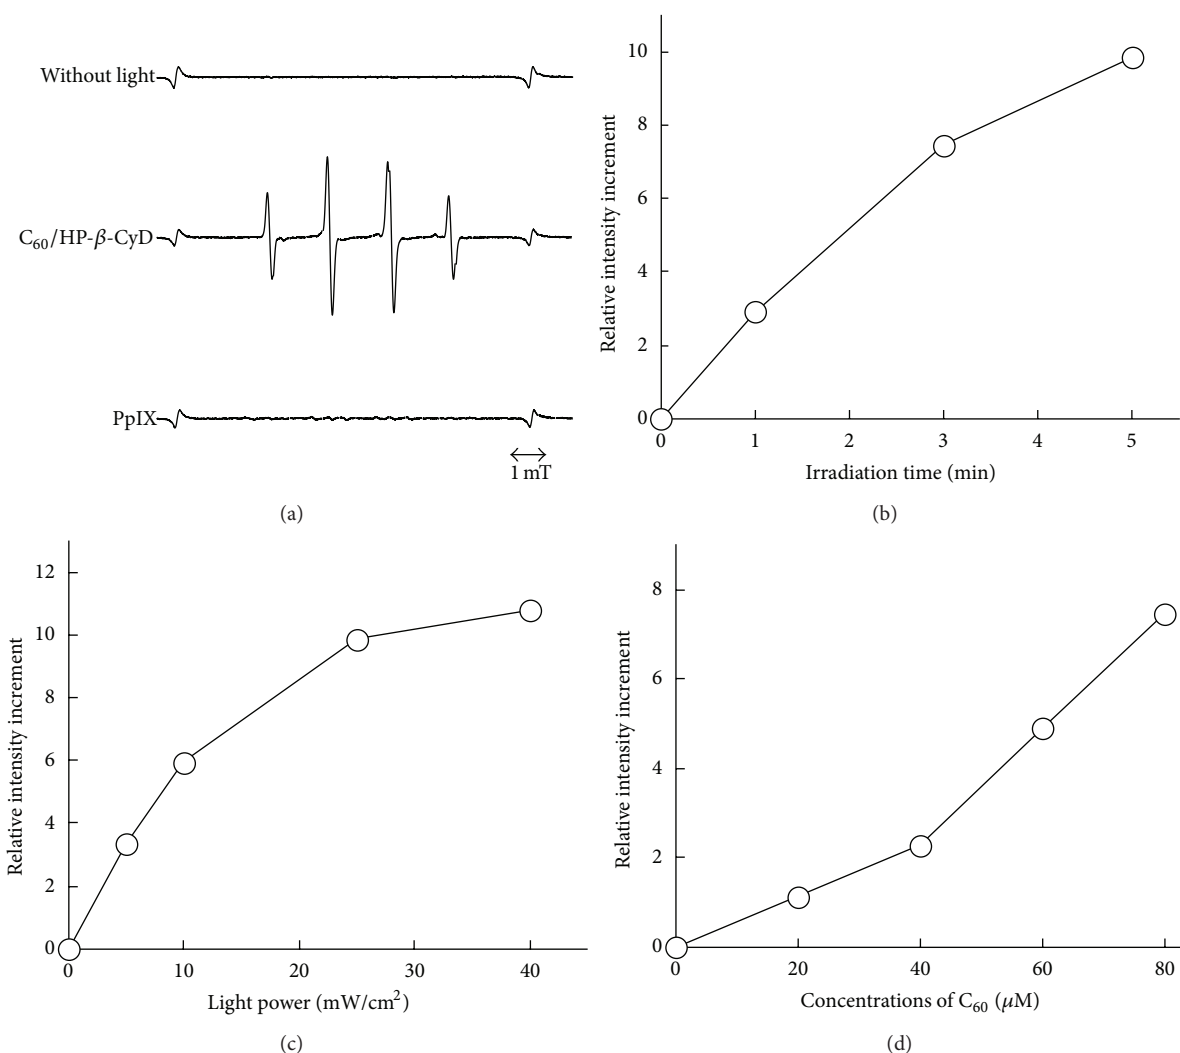 Without light
C₆₀/HP-β-CyD
PpIX
1 mT
(a)
Relative intensity increment
10
8
6
4
2
0
0 1 2 3 4 5
Irradiation time (min)
(b)
Relative intensity increment
12
10
8
6
4
2
0
0 10 20 30 40
Light power (mW/cm²)
(c)
Relative intensity increment
8
6
4
2
0
0 20 40 60 80
Concentrations of C₆₀ (μM)
(d)